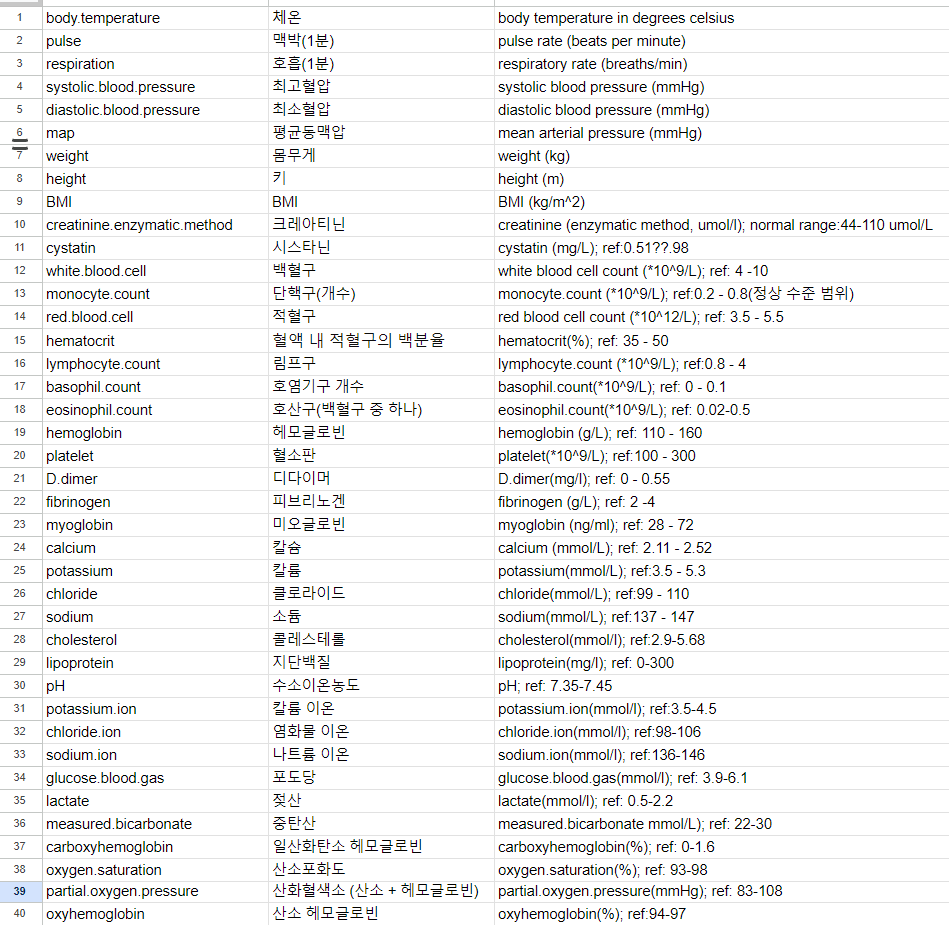 1 body.temperature 체온 body temperature in degrees celsius
2 pulse 맥박(1분) pulse rate (beats per minute)
3 respiration 호흡(1분) respiratory rate (breaths/min)
4 systolic.blood.pressure 최고혈압 systolic blood pressure (mmHg)
5 diastolic.blood.pressure 최소혈압 diastolic blood pressure (mmHg)
6 map 평균동맥압 mean arterial pressure (mmHg)
7 weight 몸무게 weight (kg)
8 height 키 height (m)
9 BMI BMI BMI (kg/m^2)
10 creatinine.enzymatic.method 크레아티닌 creatinine (enzymatic method, umol/l); normal range:44-110 umol/L
11 cystatin 시스타닌 cystatin (mg/L); ref:0.51??.98
12 white.blood.cell 백혈구 white blood cell count (*10^9/L); ref: 4 -10
13 monocyte.count 단핵구(개수) monocyte.count (*10^9/L); ref:0.2 - 0.8(정상 수준 범위)
14 red.blood.cell 적혈구 red blood cell count (*10^12/L); ref: 3.5 - 5.5
15 hematocrit 혈액 내 적혈구의 백분율 hematocrit(%); ref: 35 - 50
16 lymphocyte.count 림프구 lymphocyte.count (*10^9/L); ref:0.8 - 4
17 basophil.count 호염기구 개수 basophil.count(*10^9/L); ref: 0 - 0.1
18 eosinophil.count 호산구(백혈구 중 하나) eosinophil.count(*10^9/L); ref: 0.02-0.5
19 hemoglobin 헤모글로빈 hemoglobin (g/L); ref: 110 - 160
20 platelet 혈소판 platelet(*10^9/L); ref:100 - 300
21 D.dimer 디다이머 D.dimer(mg/l); ref: 0 - 0.55
22 fibrinogen 피브리노겐 fibrinogen (g/L); ref: 2 -4
23 myoglobin 미오글로빈 myoglobin (ng/ml); ref: 28 - 72
24 calcium 칼슘 calcium (mmol/L); ref: 2.11 - 2.52
25 potassium 칼륨 potassium(mmol/L); ref:3.5 - 5.3
26 chloride 클로라이드 chloride(mmol/L); ref:99 - 110
27 sodium 소듐 sodium(mmol/L); ref:137 - 147
28 cholesterol 콜레스테롤 cholesterol(mmol/l); ref:2.9-5.68
29 lipoprotein 지단백질 lipoprotein(mg/l); ref: 0-300
30 pH 수소이온농도 pH; ref: 7.35-7.45
31 potassium.ion 칼륨 이온 potassium.ion(mmol/l); ref:3.5-4.5
32 chloride.ion 염화물 이온 chloride.ion(mmol/l); ref:98-106
33 sodium.ion 나트륨 이온 sodium.ion(mmol/l); ref:136-146
34 glucose.blood.gas 포도당 glucose.blood.gas(mmol/l); ref: 3.9-6.1
35 lactate 젖산 lactate(mmol/l); ref: 0.5-2.2
36 measured.bicarbonate 중탄산 measured.bicarbonate mmol/L); ref: 22-30
37 carboxyhemoglobin 일산화탄소 헤모글로빈 carboxyhemoglobin(%); ref: 0-1.6
38 oxygen.saturation 산소포화도 oxygen.saturation(%); ref: 93-98
39 partial.oxygen.pressure 산화혈색소 (산소 + 헤모글로빈) partial.oxygen.pressure(mmHg); ref: 83-108
40 oxyhemoglobin 산소 헤모글로빈 oxyhemoglobin(%); ref:94-97